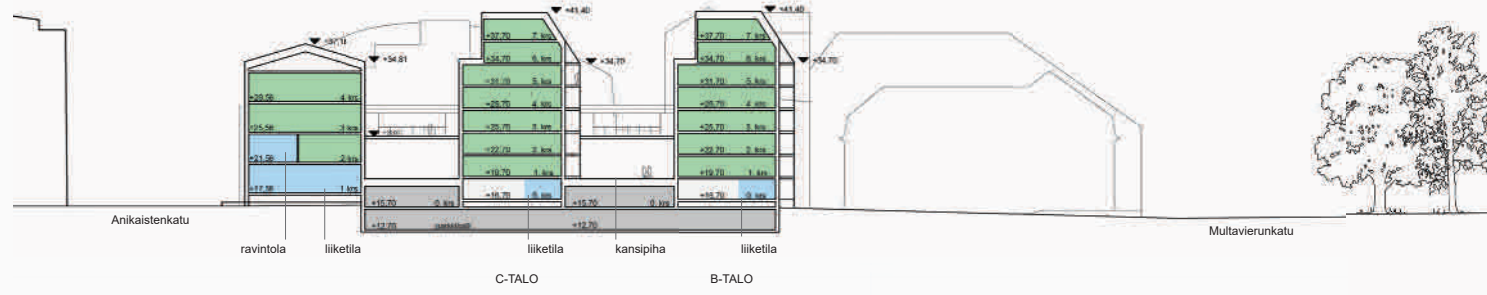 +41,40
+41,40
+37,70 7. krs
+37,70 7. krs
+34.81
+34,70 6. krs
+34,70
+34,70 6. krs
+34,70
+31,70 5. krs
+31,70 5. krs
+28,58 4 krs
+28,70 4. krs
+28,70 4 krs
+25,58 3 krs
+25,70 3. krs
+25,70 3. krs
+21,58 2 krs
+22,70 2. krs
+22,70 2. krs
+19,70 1. krs
+19,70 1. krs
+17,58 1 krs
+15,70 0. krs
+16,70 0. krs
+15,70 0. krs
+15,70 0. krs
+12,70
+12,70
Anikaistenkatu
Multavierunkatu
ravintola
liiketila
liiketila
kansipiha
liiketila
C-TALO
B-TALO